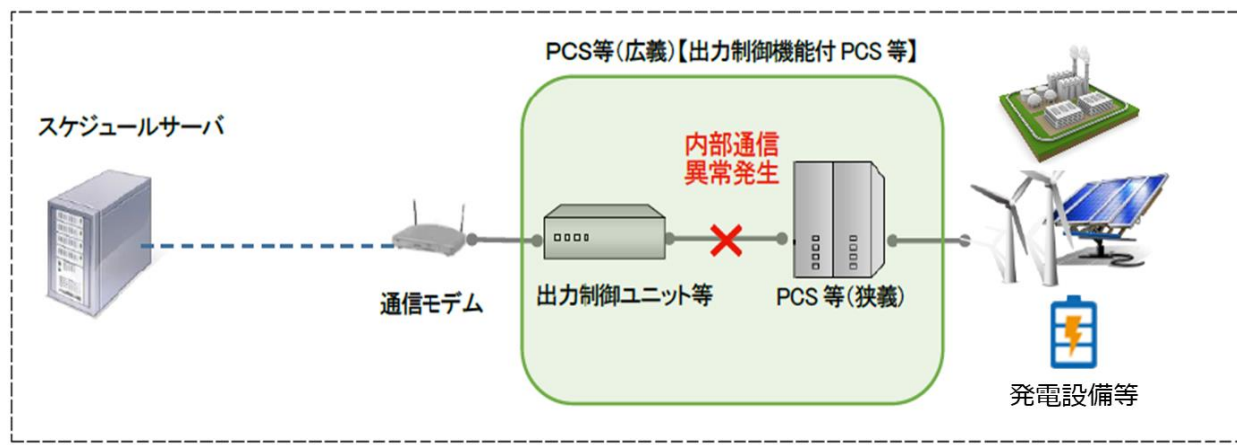 PCS等（広義）【出力制御機能付 PCS 等】
スケジュールサーバ
内部通信
異常発生
通信モデム
出力制御ユニット等
PCS 等（狭義）
発電設備等